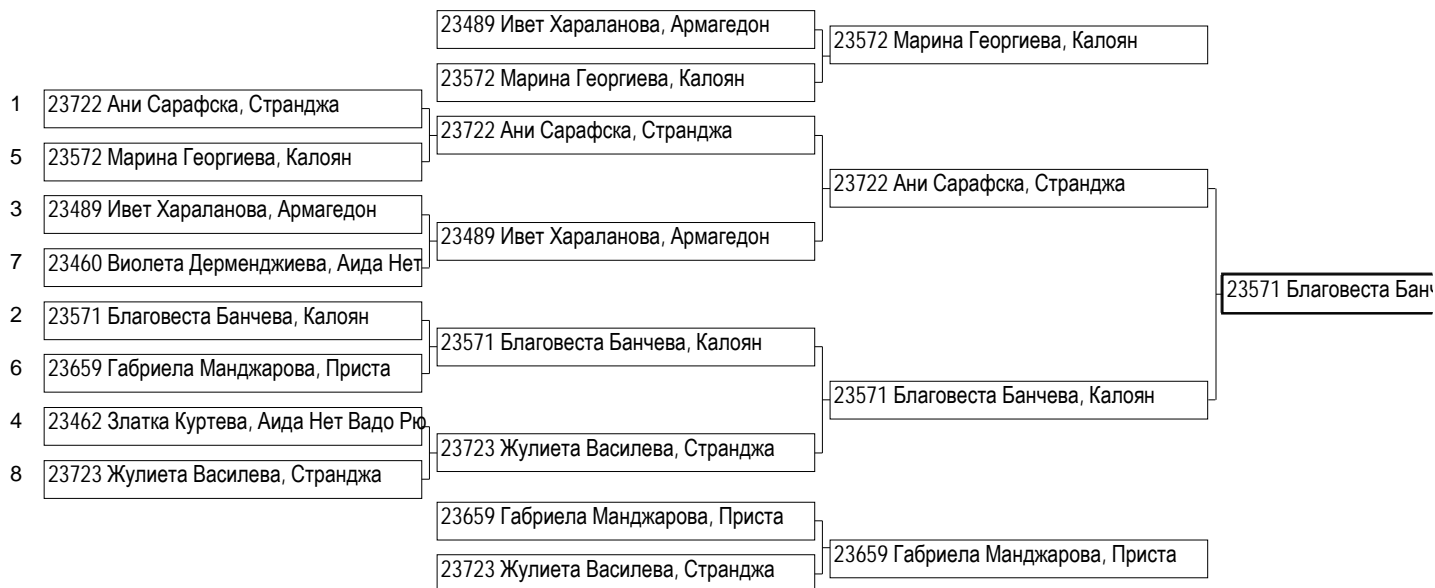 23489 Ивет Хараланова, Армагедон
23572 Марина Георгиева, Калоян
23572 Марина Георгиева, Калоян
1 23722 Ани Сарафска, Странджа
23722 Ани Сарафска, Странджа
5 23572 Марина Георгиева, Калоян
23722 Ани Сарафска, Странджа
3 23489 Ивет Хараланова, Армагедон
23489 Ивет Хараланова, Армагедон
7 23460 Виолета Дерменджиева, Аида Нет
23571 Благовеста Бан
2 23571 Благовеста Банчева, Калоян
23571 Благовеста Банчева, Калоян
6 23659 Габриела Манджарова, Приста
23571 Благовеста Банчева, Калоян
4 23462 Златка Куртева, Аида Нет Вадо Рю
23723 Жулиета Василева, Странджа
8 23723 Жулиета Василева, Странджа
23659 Габриела Манджарова, Приста
23659 Габриела Манджарова, Приста
23723 Жулиета Василева, Странджа